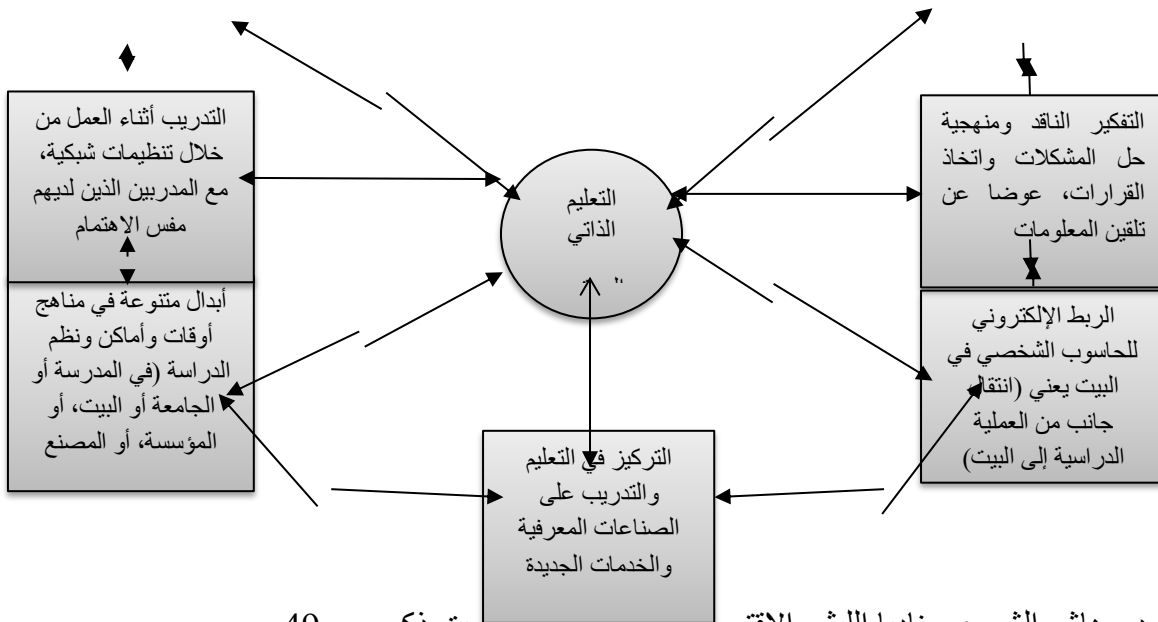 التفكير الناقد ومنهجية
حل المشكلات واتخاذ
القرارات، عوضا عن
تلقين المعلومات
التدريب أثناء العمل من
خلال تنظيمات شبكية،
مع المدربين الذين لديهم
مفس الاهتمام
التعليم
الذاتي
الربط الإلكتروني
للحاسوب الشخصي في
البيت يعني (انتقال
جانب من العملية
الدراسية إلى البيت)
أبدال متنوعة في مناهج
أوقات وأماكن ونظم
الدراسة (في المدرسة أو
الجامعة أو البيت، أو
المؤسسة، أو المصنع
التركيز في التعليم
والتدريب على
الصناعات المعرفية
والخدمات الجديدة
40